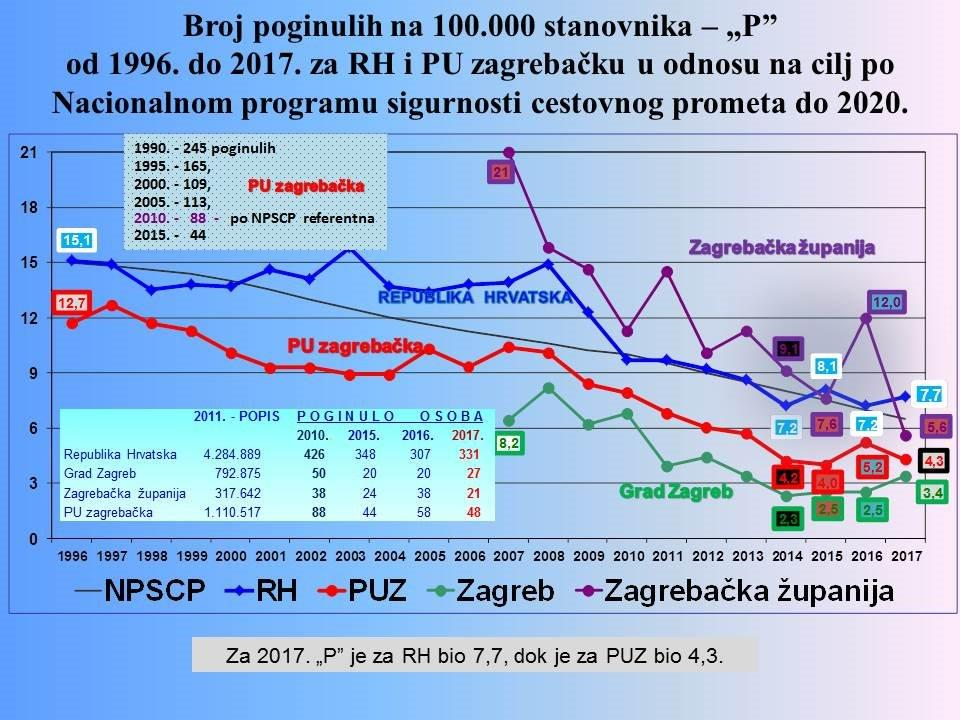 Broj poginulih na 100.000 stanovnika – „P”
od 1996. do 2017. za RH i PU zagrebačku u odnosu na cilj po
Nacionalnom programu sigurnosti cestovnog prometa do 2020.
1990. - 245 poginulih
1995. - 165,
2000. - 109,
PU zagrebačka
2005. - 113,
2010. - 88 - po NPSCP referentna
2015. - 44
21
18
15
12
9
6
3
0
15,1
12,7
21
8,2
Zagrebačka županija
REPUBLIKA HRVATSKA
PU zagrebačka
Grad Zagreb
9,1
12,0
8,1
7,7
7,2
7,6
7,2
5,6
4,2
4,0
5,2
4,3
2,3
2,5
2,5
3,4
2011. - POPIS P O G I N U L O O S O B A
2010. 2015. 2016. 2017.
Republika Hrvatska 4.284.889 426 348 307 331
Grad Zagreb 792.875 50 20 20 27
Zagrebačka županija 317.642 38 24 38 21
PU zagrebačka 1.110.517 88 44 58 48
1996 1997 1998 1999 2000 2001 2002 2003 2004 2005 2006 2007 2008 2009 2010 2011 2012 2013 2014 2015 2016 2017
NPSCP RH PUZ Zagreb Zagrebačka županija
Za 2017. „P” je za RH bio 7,7, dok je za PUZ bio 4,3.